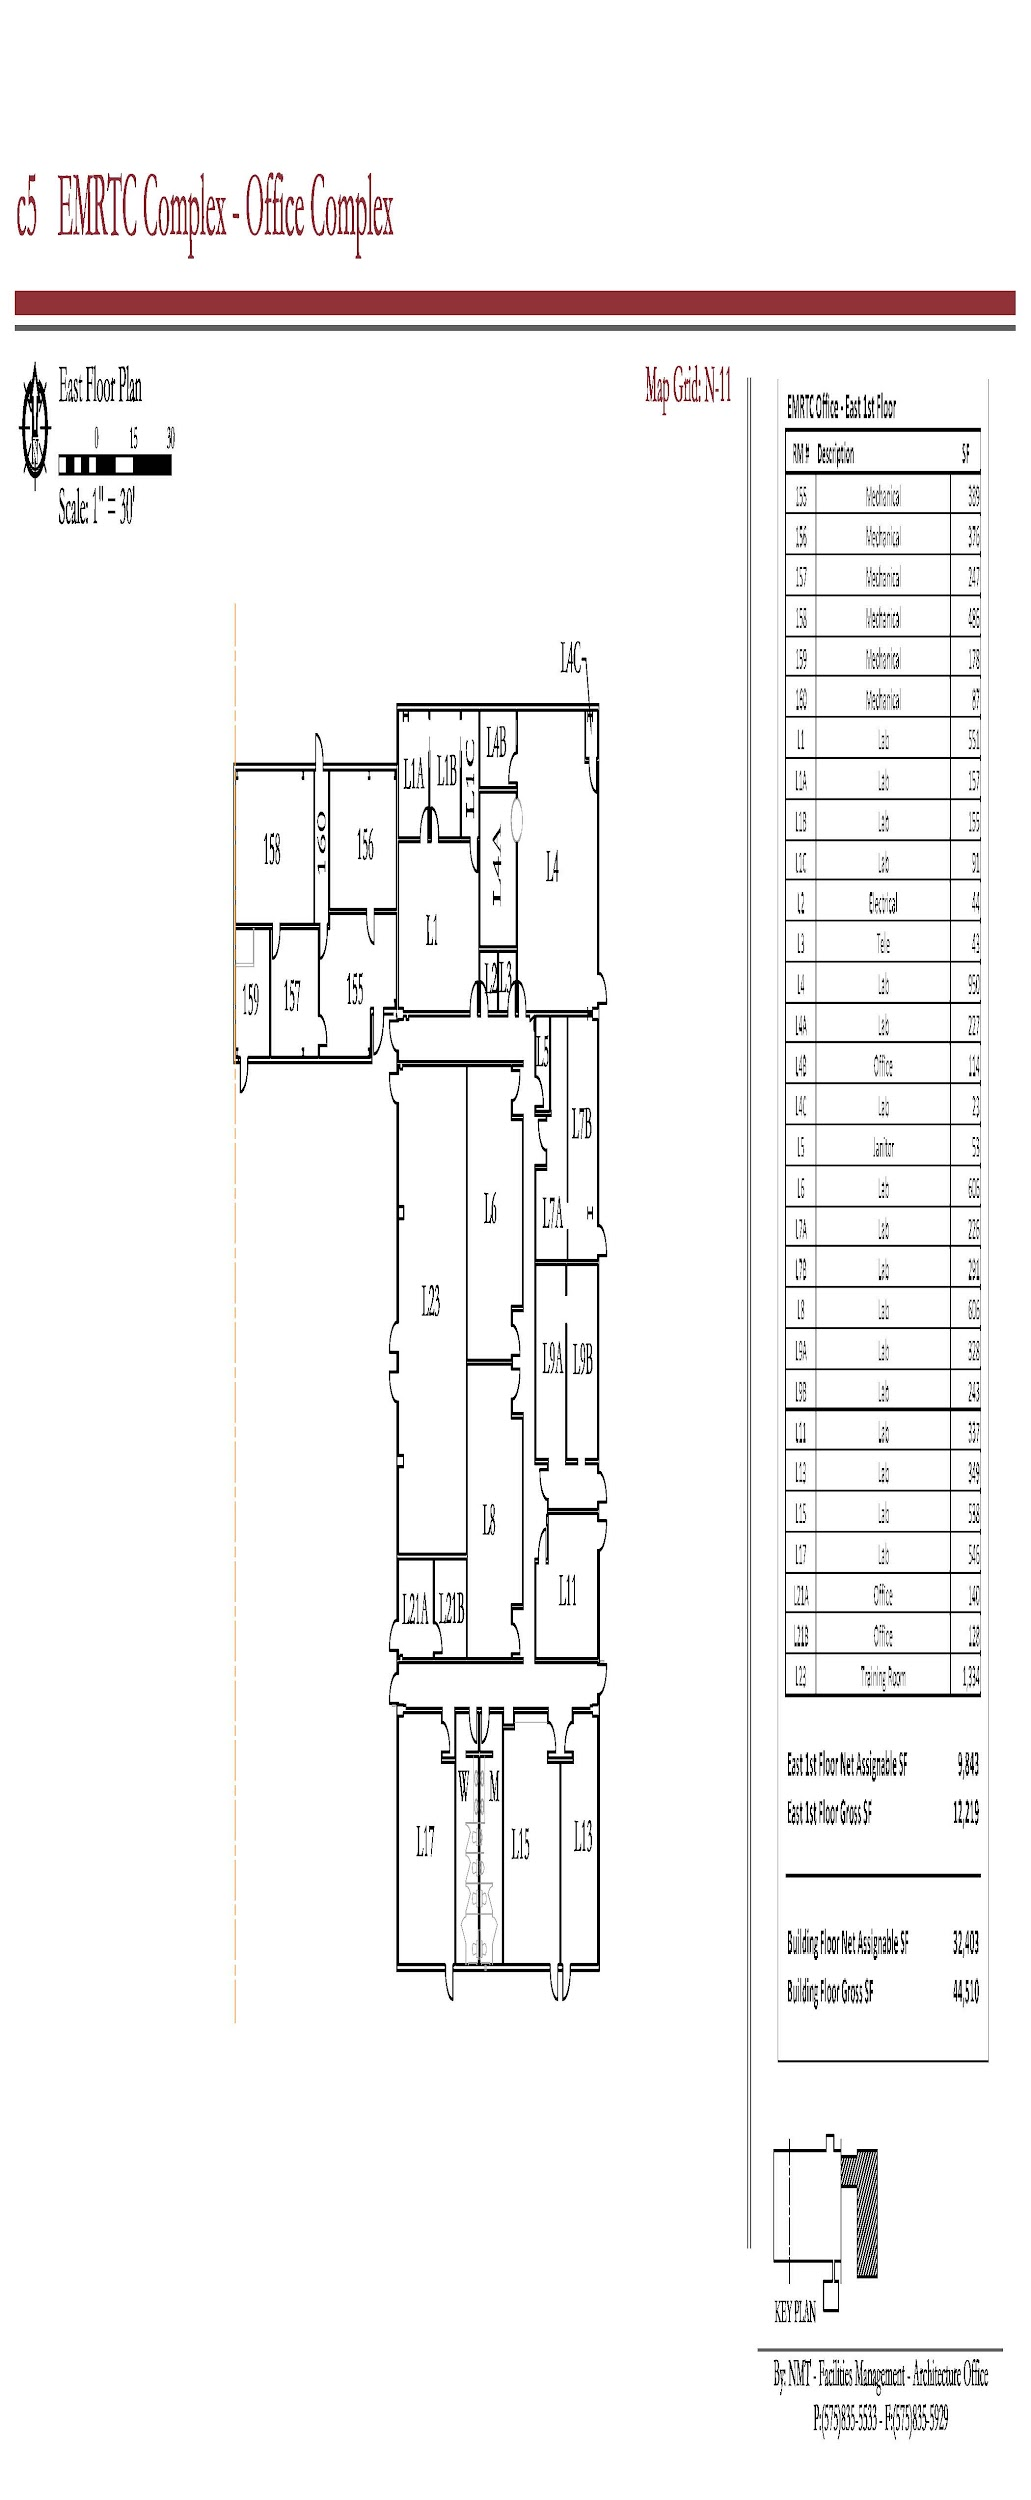 c5 EMRTC Complex - Office Complex
East Floor Plan
Map Grid: N-11
N
0 15 30
Scale: 1" = 30'
L4C
L4B
L1A
L1B
L1C
158
160
156
L4A
L4
L1
L2
L3
159
157
155
L5
L7B
L6
L7A
L23
L9A
L9B
L8
L11
L21A
L21B
W
M
L17
L15
L13
EMRTC Office - East 1st Floor
RM # Description SF
155 Mechanical 389
156 Mechanical 376
157 Mechanical 247
158 Mechanical 486
159 Mechanical 178
160 Mechanical 87
L1 Lab 551
L1A Lab 157
L1B Lab 155
L1C Lab 91
L2 Electrical 44
L3 Tele 42
L4 Lab 950
L4A Lab 227
L4B Office 114
L4C Lab 23
L5 Janitor 53
L6 Lab 606
L7A Lab 226
L7B Lab 291
L8 Lab 606
L9A Lab 328
L9B Lab 243
L11 Lab 337
L13 Lab 349
L15 Lab 538
L17 Lab 546
L21A Office 140
L21B Office 128
L23 Training Room 1,334
East 1st Floor Net Assignable SF 9,843
East 1st Floor Gross SF 12,219
Building Floor Net Assignable SF 32,403
Building Floor Gross SF 44,510
KEY PLAN
By: NMT - Facilities Management - Architecture Office
P:(575)835-5533 - F:(575)835-5929